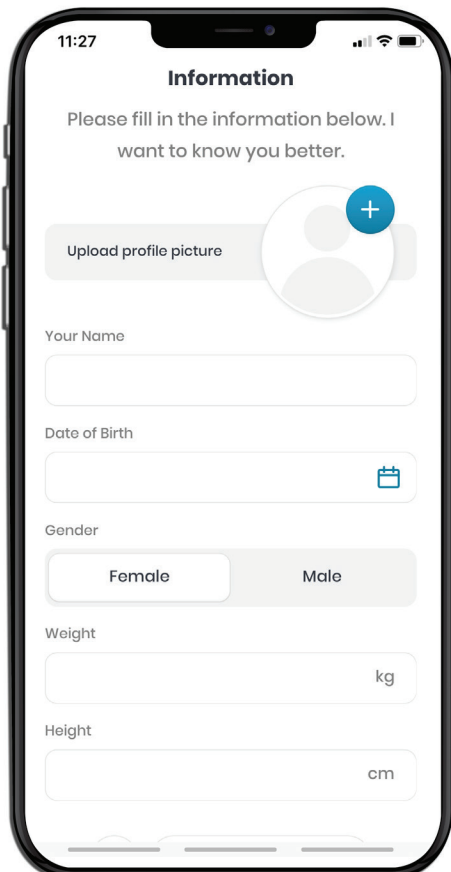 11:27
Information
Please fill in the information below. I
want to know you better.
Upload profile picture
Your Name
Date of Birth
Gender
Female Male
Weight
kg
Height
cm